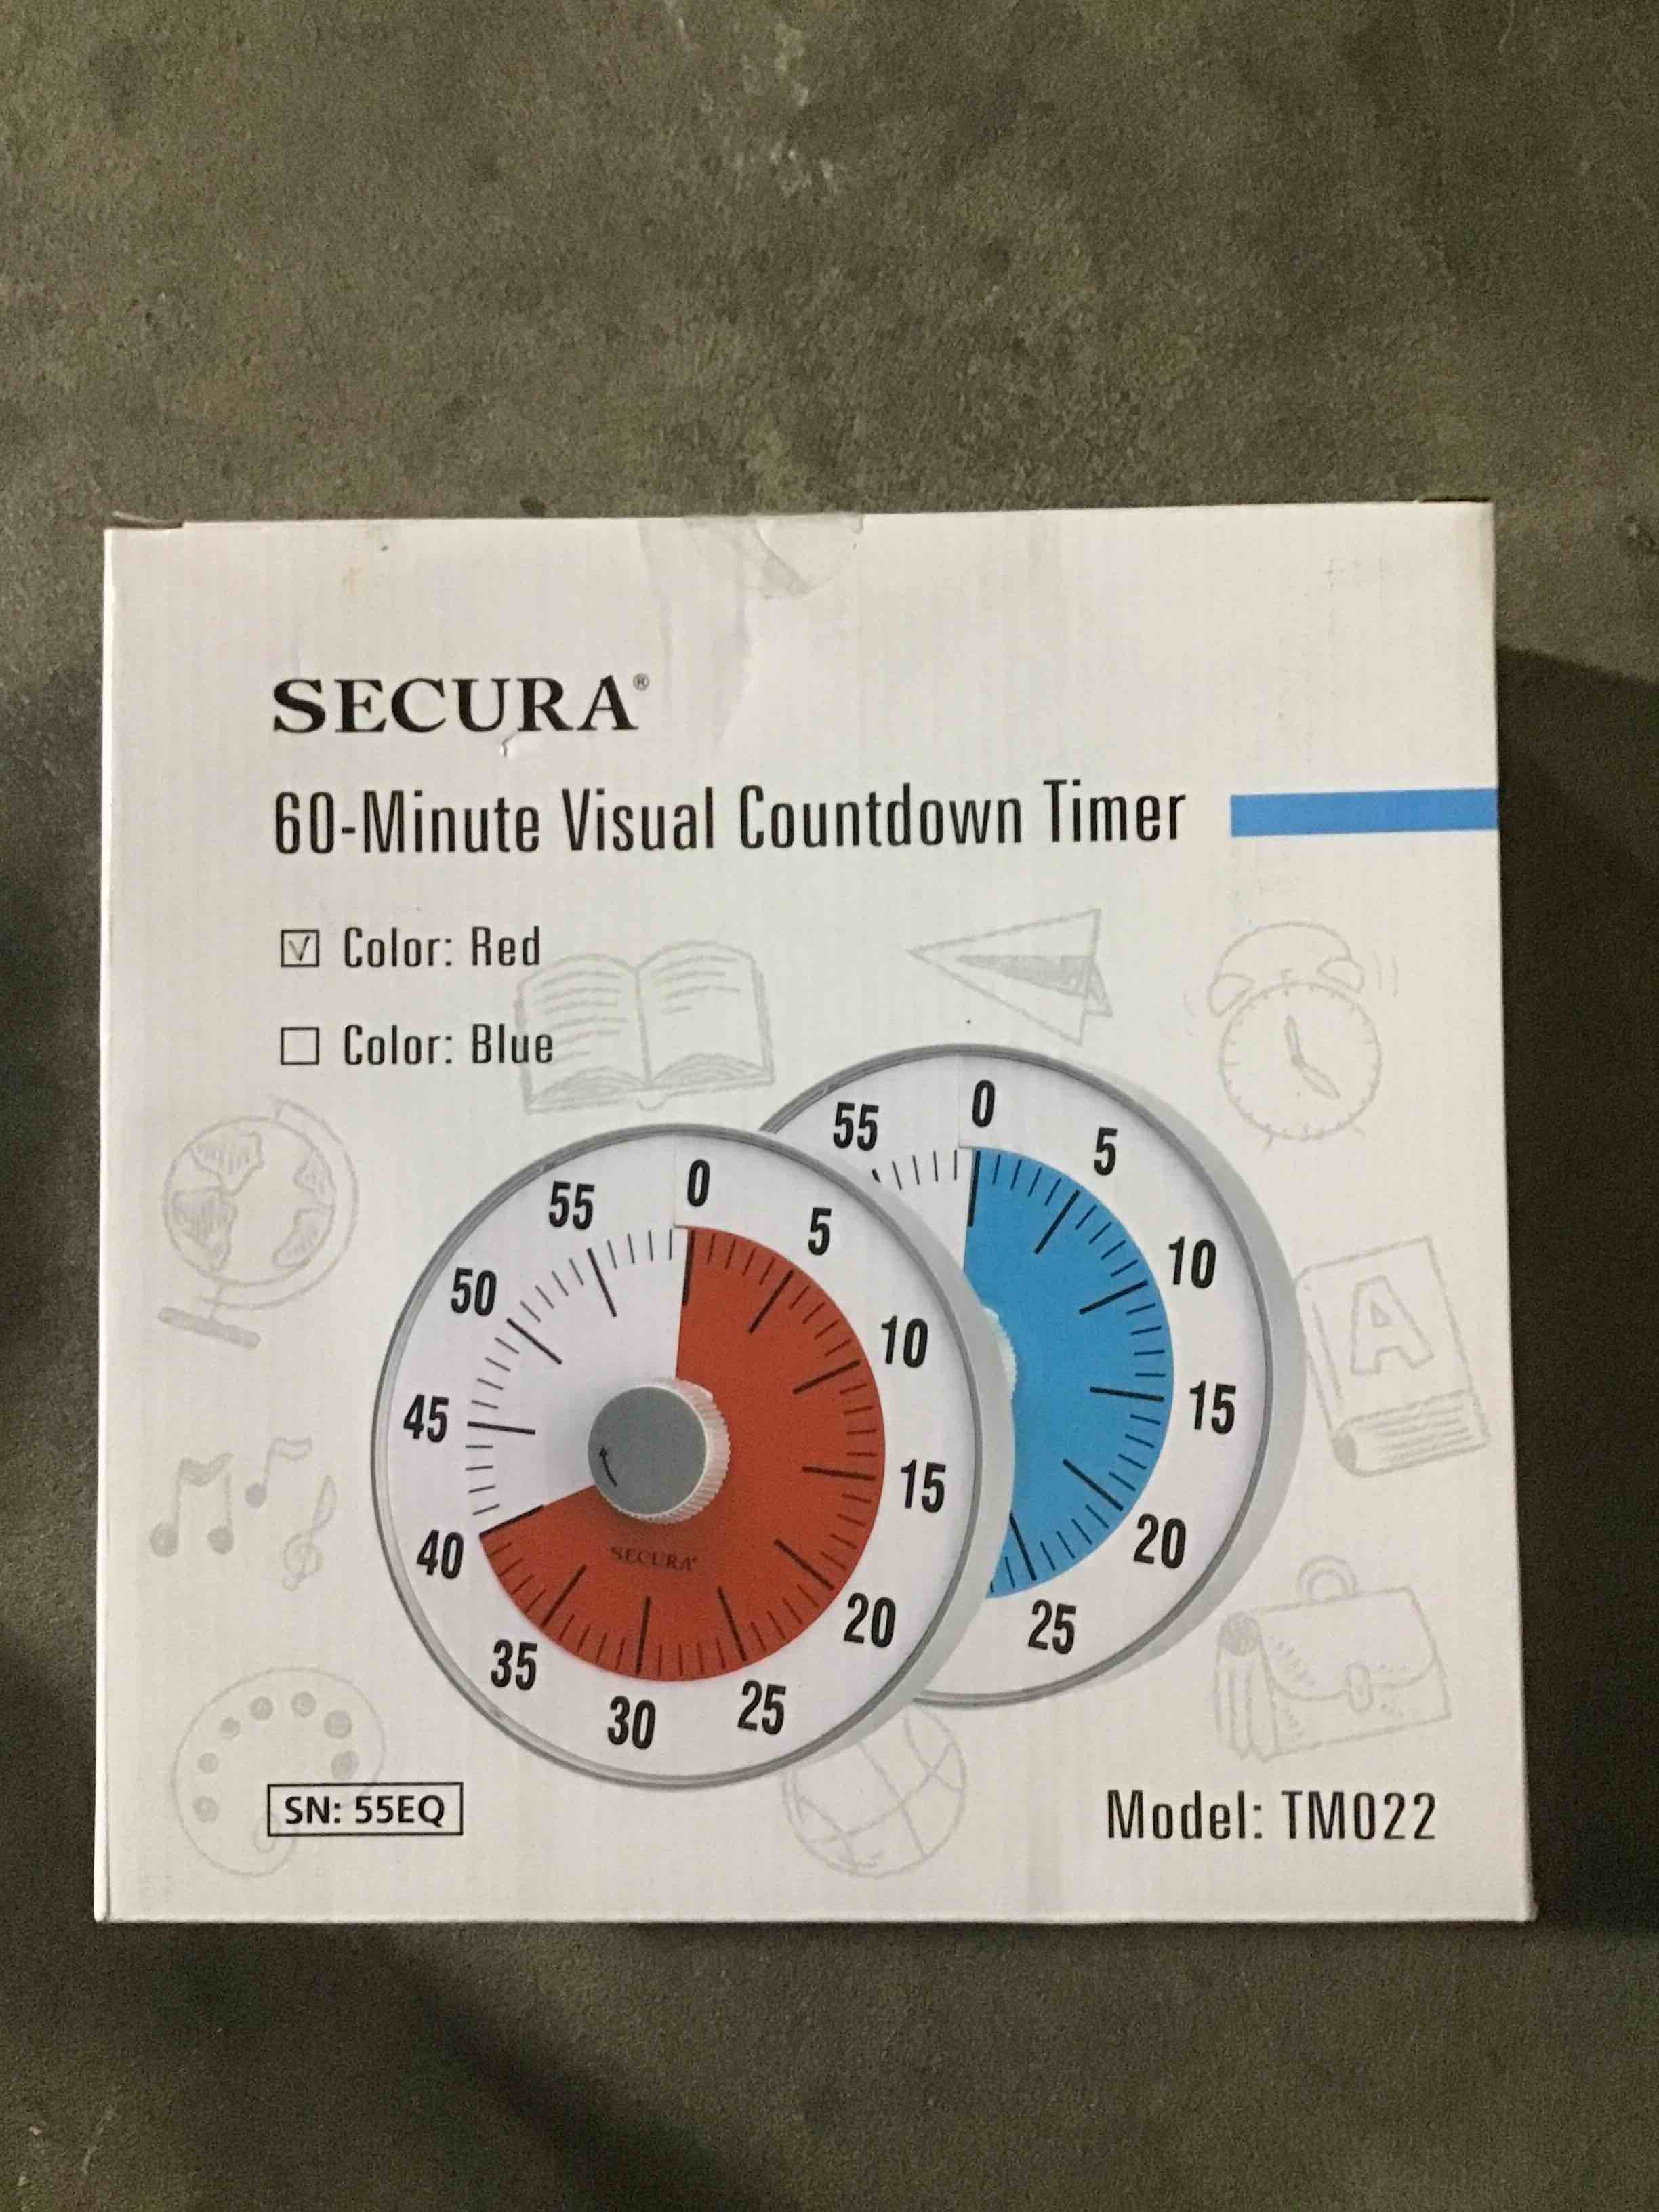 SECURA®
60-Minute Visual Countdown Timer
Color: Red
Color: Blue
0
5
10
15
20
25
55
0
5
10
15
20
25
30
35
40
45
50
55
SECURA®
A
SN: 55EQ
Model: TM022